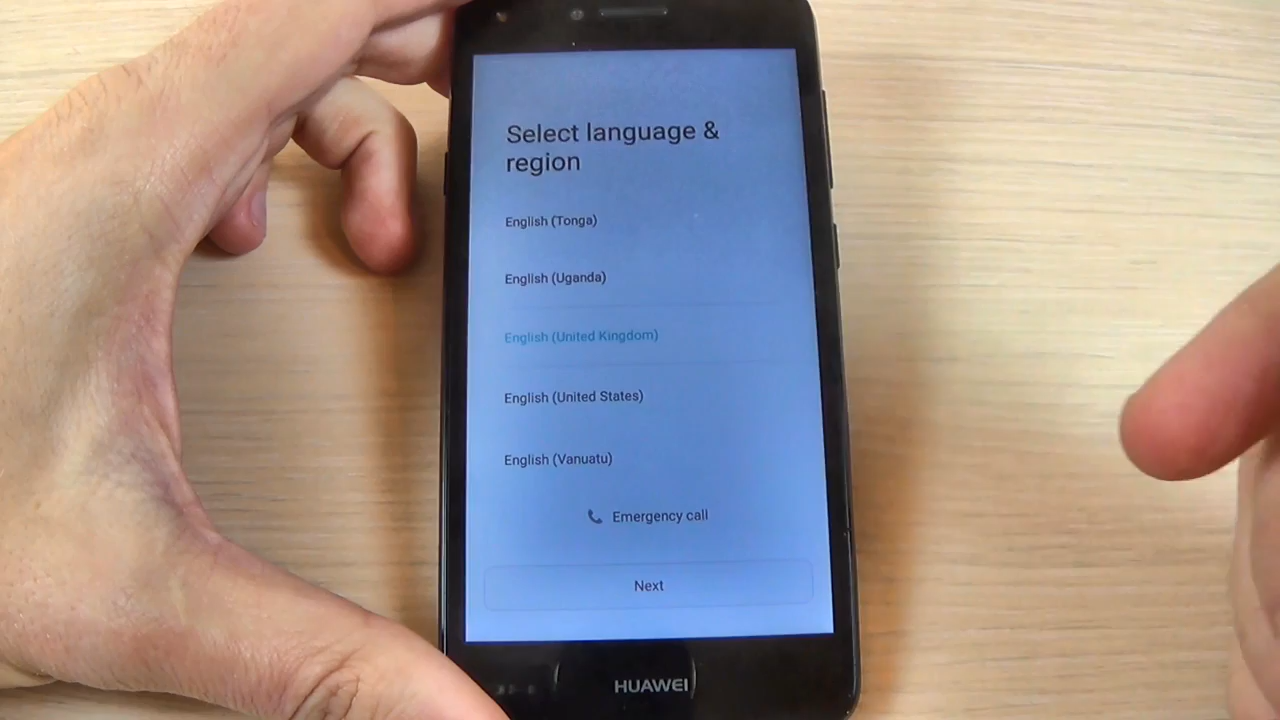 Select language &
region
English (Tonga)
English (Uganda)
English (United Kingdom)
English (United States)
English (Vanuatu)
Emergency call
Next
HUAWEI